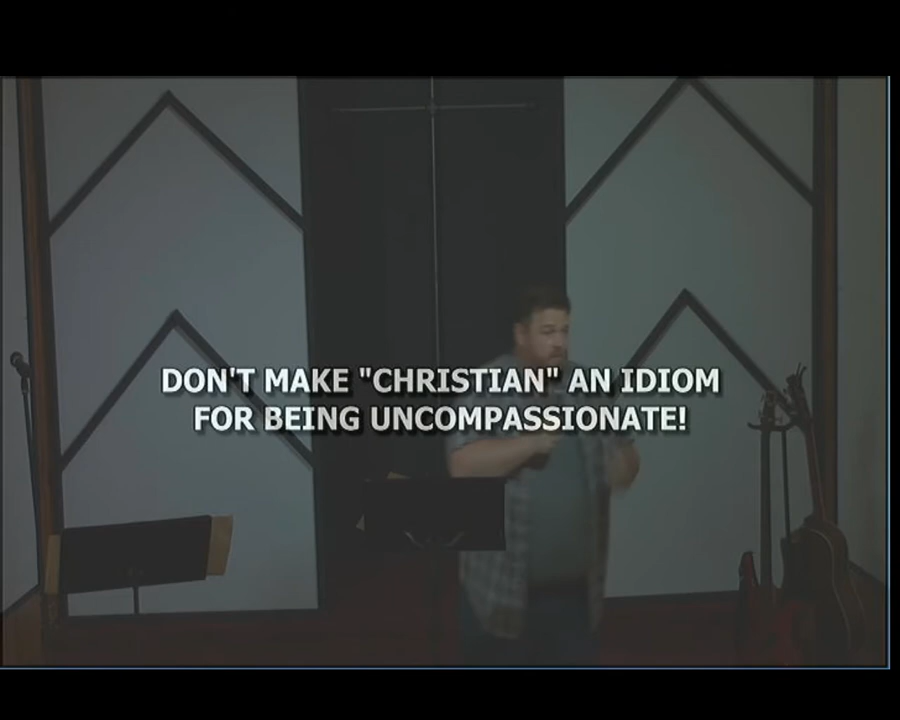 DON'T MAKE "CHRISTIAN" AN IDIOM
FOR BEING UNCOMPASSIONATE!